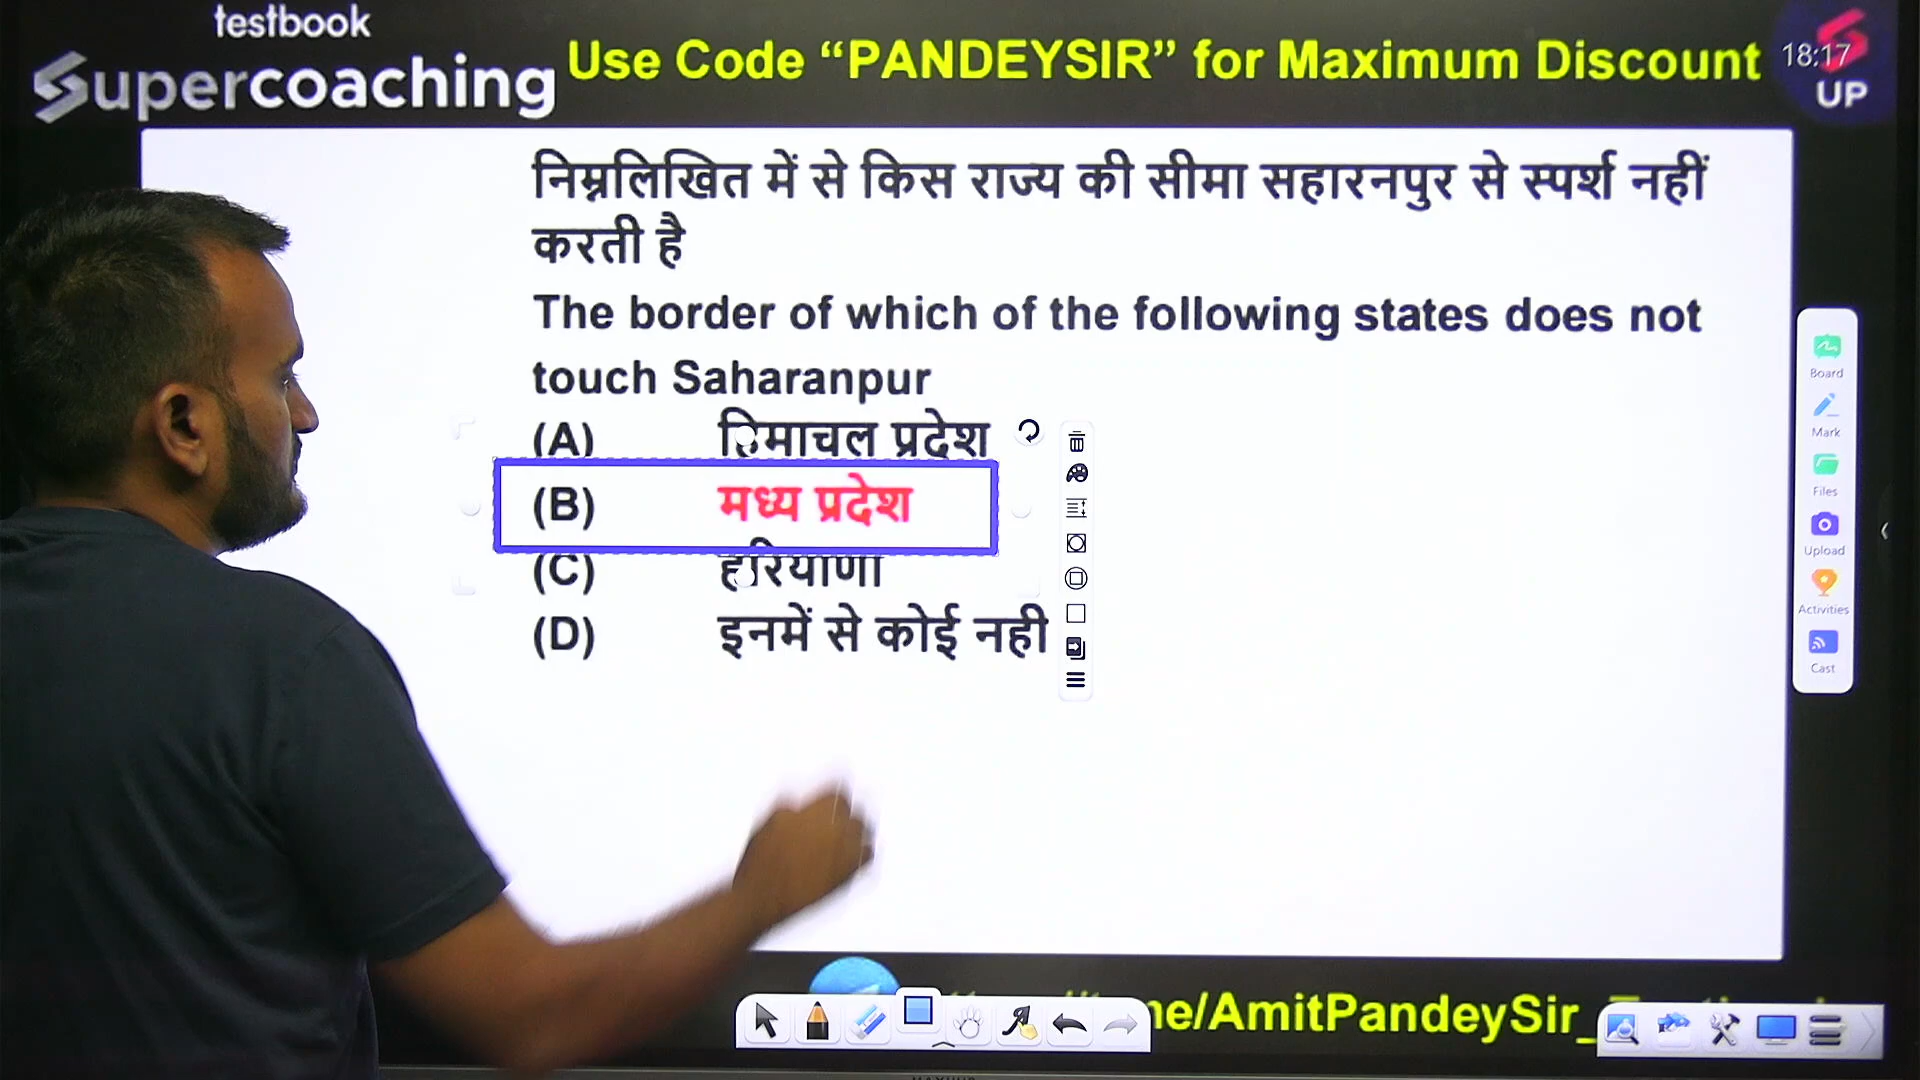 testbook
Supercoaching
Use Code “PANDEYSIR” for Maximum Discount
18:17
UP
निम्नलिखित में से किस राज्य की सीमा सहारनपुर से स्पर्श नहीं
करती है
The border of which of the following states does not
touch Saharanpur
(A) हिमाचल प्रदेश
(B) मध्य प्रदेश
(C) हरियाणा
(D) इनमें से कोई नही
Board
Mark
Files
Upload
Activities
Cast
me/AmitPandeySir_